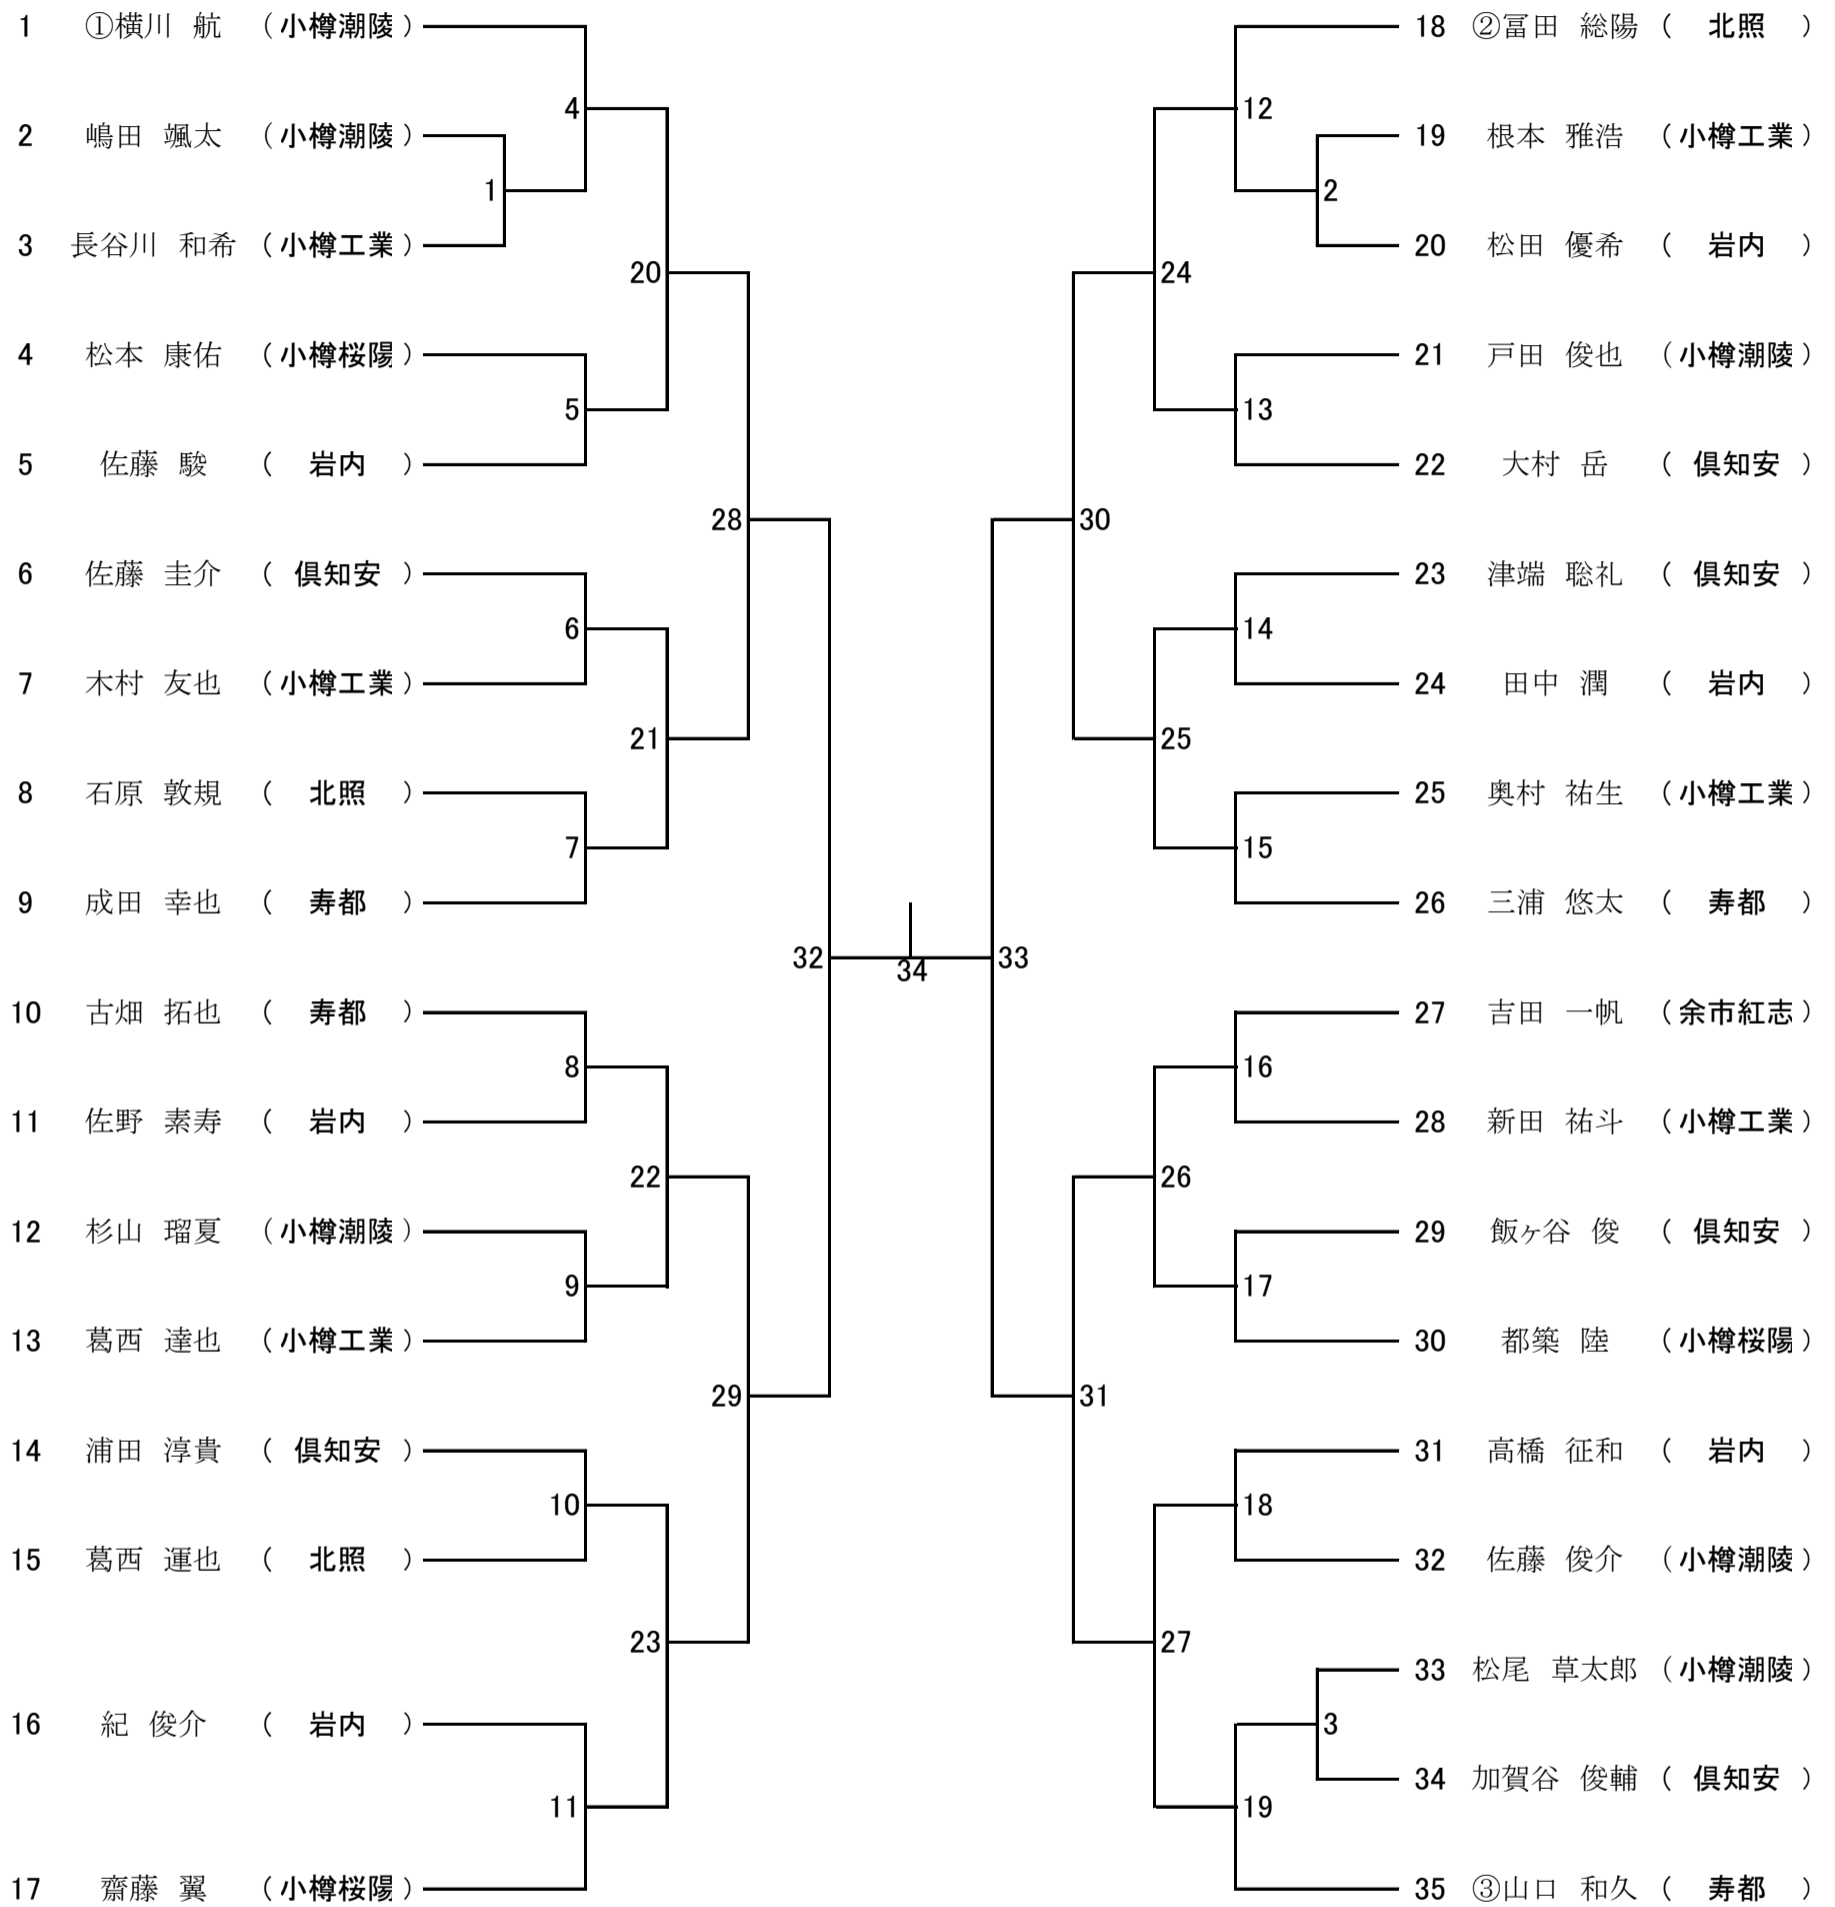 1 ①横川 航 (小樽潮陵)
2 嶋田 颯太 (小樽潮陵)
3 長谷川 和希 (小樽工業)
4 松本 康佑 (小樽桜陽)
5 佐藤 駿 (岩内)
6 佐藤 圭介 (倶知安)
7 木村 友也 (小樽工業)
8 石原 敦規 (北照)
9 成田 幸也 (寿都)
10 古畑 拓也 (寿都)
11 佐野 素寿 (岩内)
12 杉山 瑠夏 (小樽潮陵)
13 葛西 達也 (小樽工業)
14 浦田 淳貴 (倶知安)
15 葛西 運也 (北照)
16 紀 俊介 (岩内)
17 齋藤 翼 (小樽桜陽)
1
4
5
6
7
8
9
10
11
20
21
22
23
28
29
32
34
33
30
31
24
25
26
27
12
13
14
15
16
17
18
19
2
3
18 ②冨田 総陽 (北照)
19 根本 雅浩 (小樽工業)
20 松田 優希 (岩内)
21 戸田 俊也 (小樽潮陵)
22 大村 岳 (倶知安)
23 津端 聡礼 (倶知安)
24 田中 潤 (岩内)
25 奥村 祐生 (小樽工業)
26 三浦 悠太 (寿都)
27 吉田 一帆 (余市紅志)
28 新田 祐斗 (小樽工業)
29 飯ヶ谷 俊 (倶知安)
30 都築 陸 (小樽桜陽)
31 高橋 征和 (岩内)
32 佐藤 俊介 (小樽潮陵)
33 松尾 草太郎 (小樽潮陵)
34 加賀谷 俊輔 (倶知安)
35 ③山口 和久 (寿都)